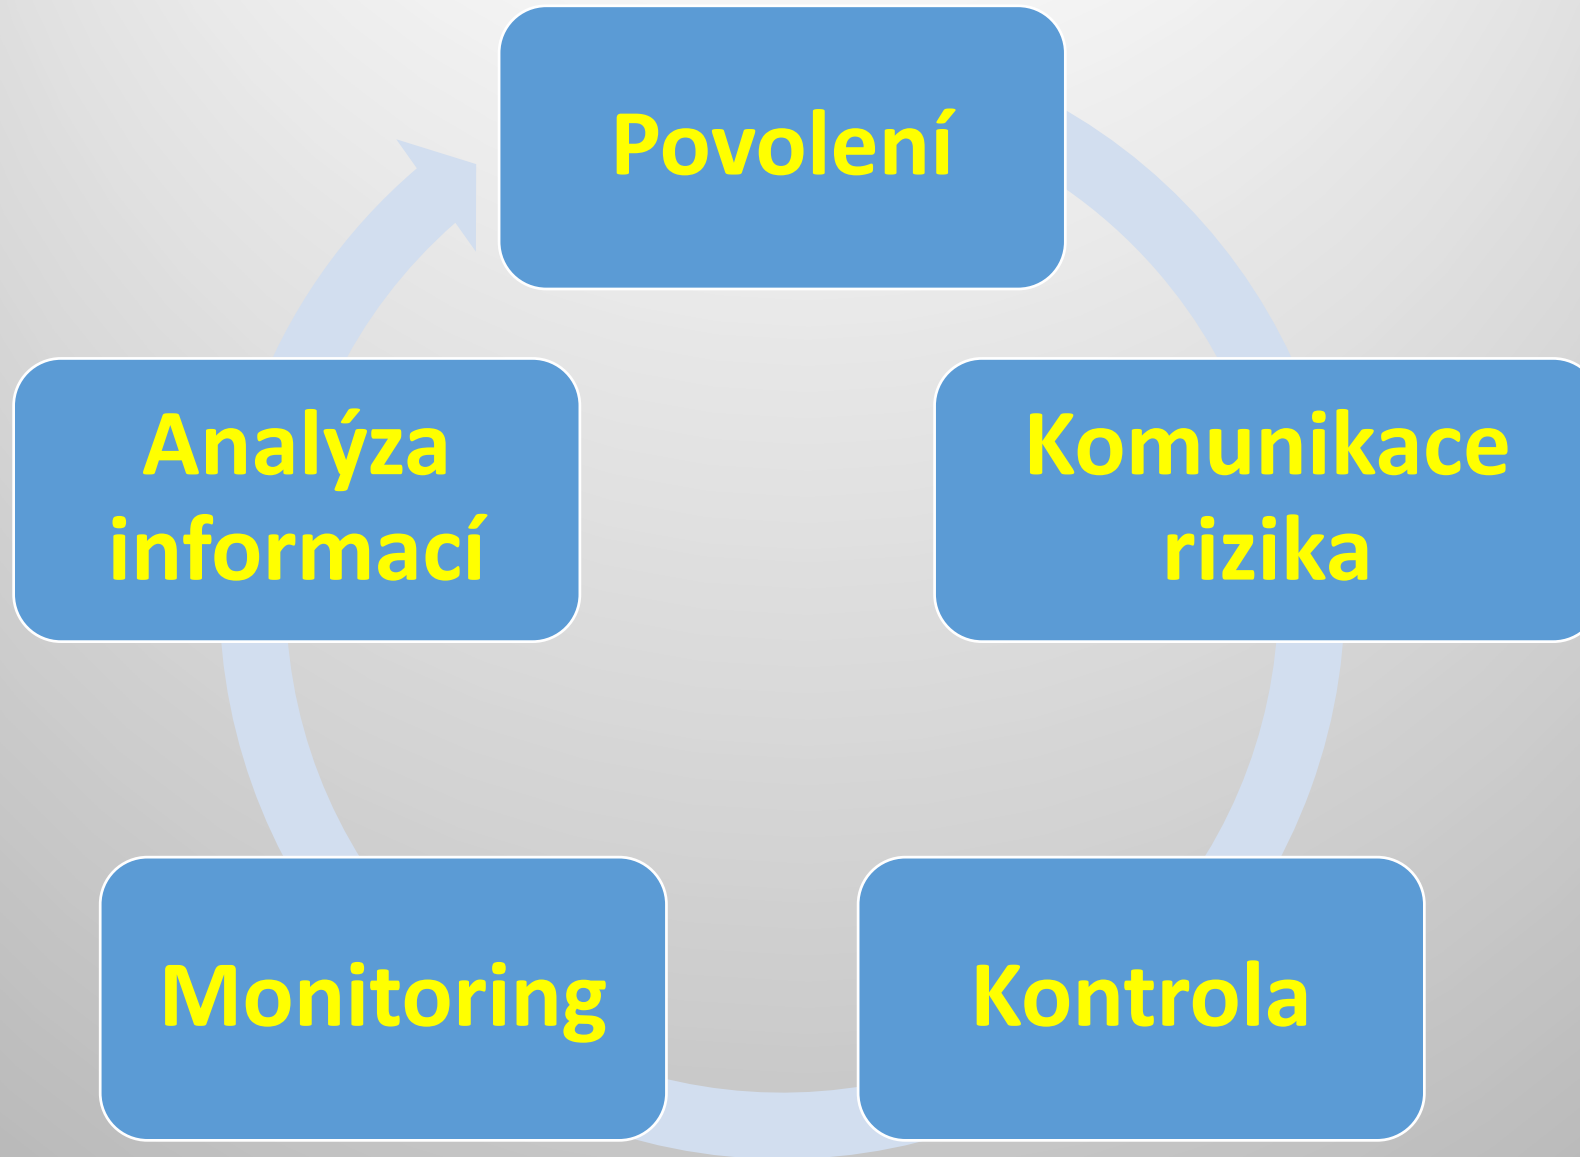 Povolení
Komunikace
rizika
Kontrola
Monitoring
Analýza
informací